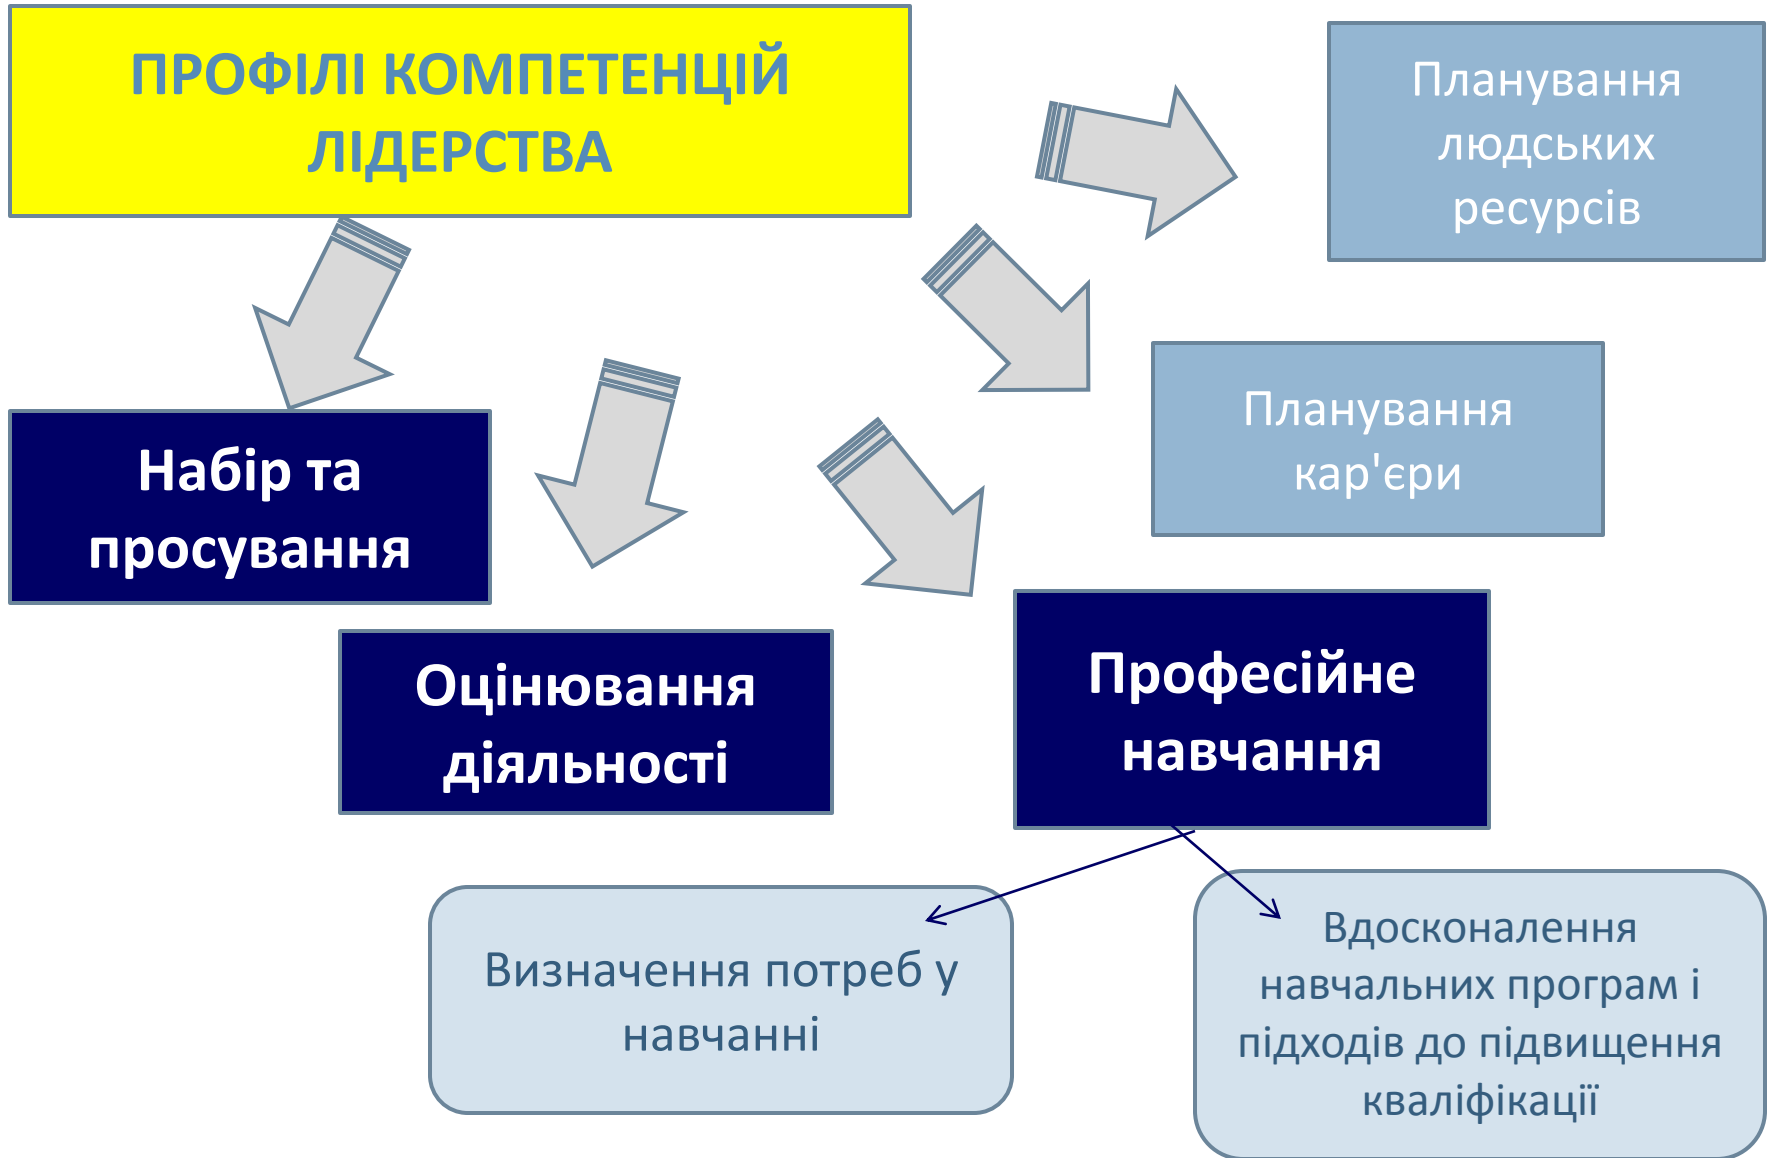 ПРОФІЛІ КОМПЕТЕНЦІЙ
ЛІДЕРСТВА
Планування
людських
ресурсів
Планування
кар'єри
Набір та
просування
Оцінювання
діяльності
Професійне
навчання
Визначення потреб у
навчанні
Вдосконалення
навчальних програм і
підходів до підвищення
кваліфікації